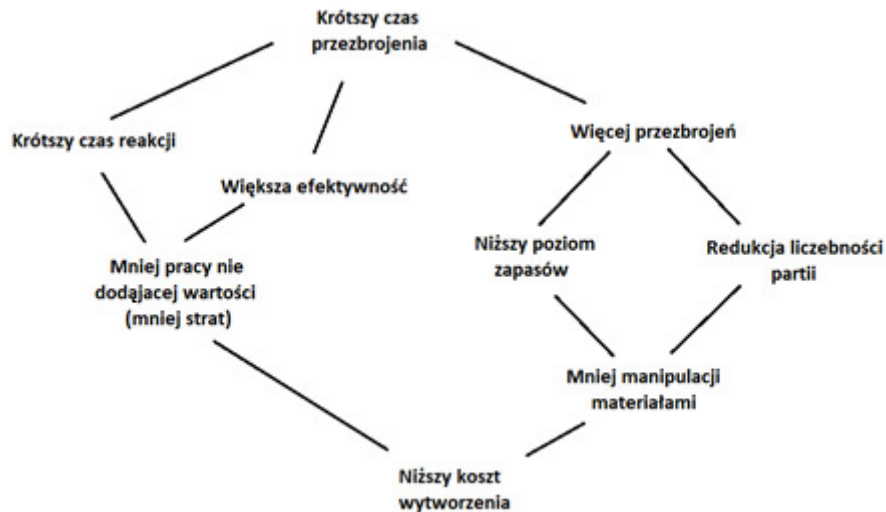 Krótszy czas
przezbrojenia
Krótszy czas reakcji
Więcej przezbrojeń
Większa efektywność
Niższy poziom
zapasów
Redukcja liczebności
partii
Mniej pracy nie
dodąjacej wartości
(mniej strat)
Mniej manipulacji
materiałami
Niższy koszt
wytworzenia